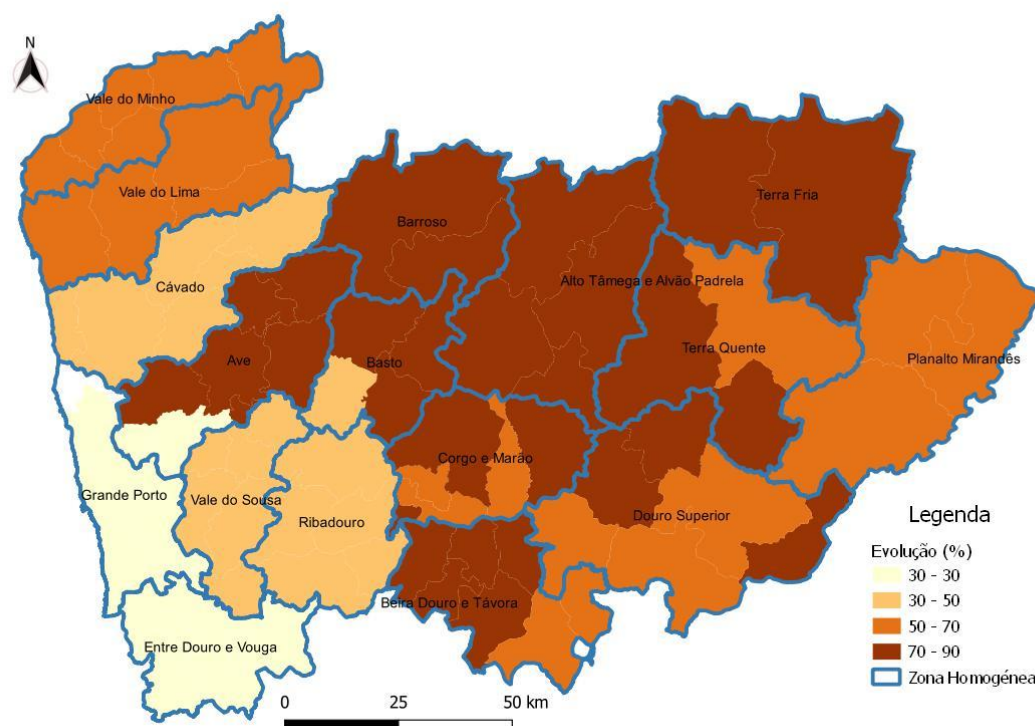 N
Vale do Minho
Vale do Lima
Terra Fria
Barroso
Cávado
Alto Tâmega e Alvão Padrela
Ave
Basto
Terra Quente
Planalto Mirandês
Corgo e Marão
Grande Porto
Vale do Sousa
Ribadouro
Douro Superior
Beira Douro e Távora
Entre Douro e Vouga
Legenda
Evolução (%)
30 - 30
30 - 50
50 - 70
70 - 90
Zona Homogénea
0 25 50 km